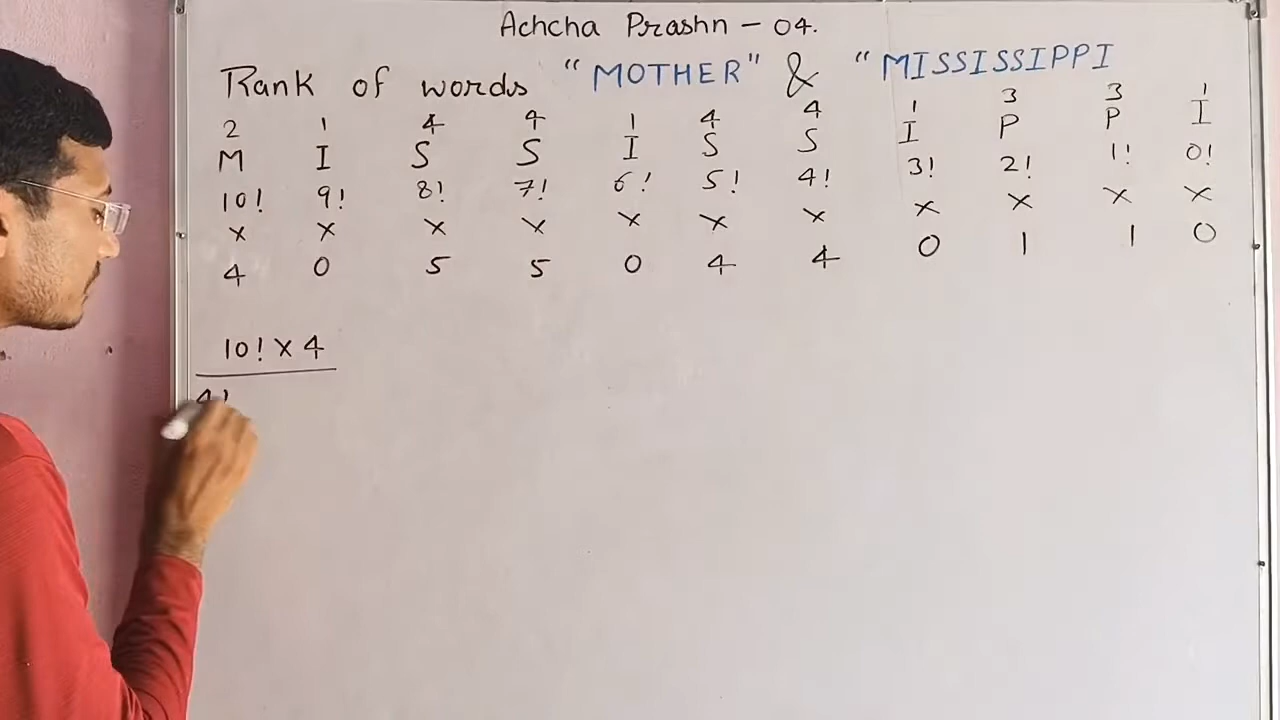 Achcha Prashn - 04.
Rank of words "MOTHER" & "MISSISSIPPI
2 1 4 4 1 4 4 1 3 3 1
M I S S I S S I P P I
10! 9! 8! 7! 6! 5! 4! 3! 2! 1! 0!
× × × × × × × × × × ×
4 0 5 5 0 4 4 0 1 1 0
10! × 4
4!